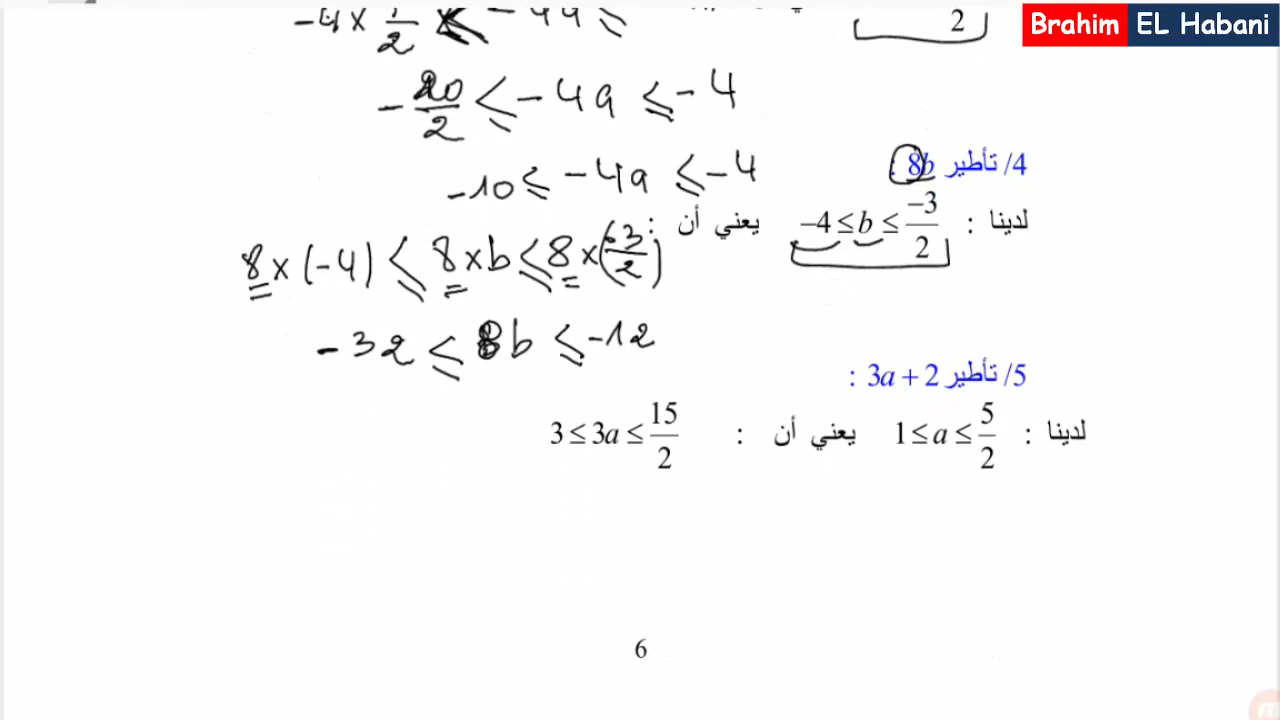 Brahim EL Habani
-4 × ≤ -4a ≤
2
-20/2 ≤ -4a ≤ -4
-10 ≤ -4a ≤ -4
4/ تأطير 8b :
لدينا : -4 ≤ b ≤ -3/2 يعني أن :
8×(-4) ≤ 8×b ≤ 8×(-3/2)
-32 ≤ 8b ≤ -12
5/ تأطير 3a + 2 :
لدينا : 1 ≤ a ≤ 5/2 يعني أن : 3 ≤ 3a ≤ 15/2
6